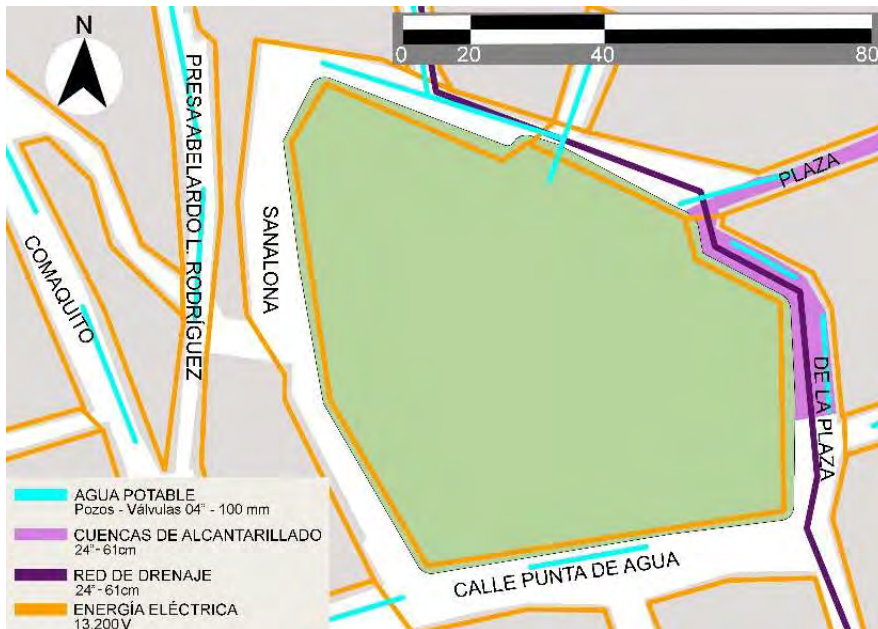 N
0
20
40
80
PRESA ABELARDO L. RODRÍGUEZ
PLAZA
SANALONA
COMAQUITO
DE LA PLAZA
CALLE PUNTA DE AGUA
AGUA POTABLE
Pozos - Válvulas 04" - 100 mm
CUENCAS DE ALCANTARILLADO
24"- 61cm
RED DE DRENAJE
24"- 61cm
ENERGÍA ELÉCTRICA
13.200V